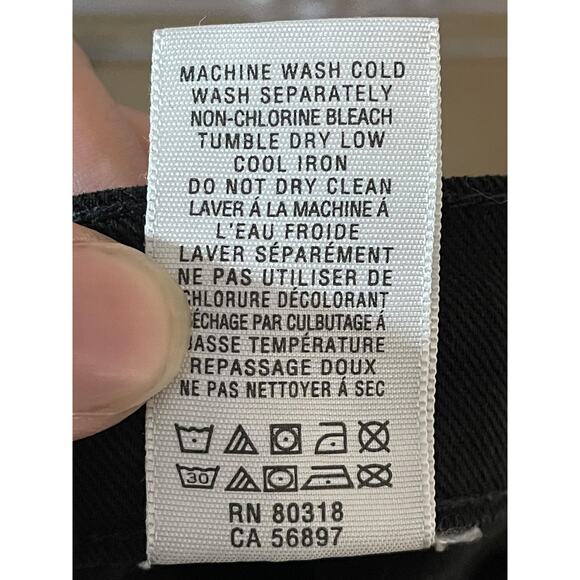 MACHINE WASH COLD
WASH SEPARATELY
NON-CHLORINE BLEACH
TUMBLE DRY LOW
COOL IRON
DO NOT DRY CLEAN
LAVER Á LA MACHINE Á
L'EAU FROIDE
LAVER SÉPARÉMENT
NE PAS UTILISER DE
CHLORURE DÉCOLORANT
SÉCHAGE PAR CULBUTAGE Á
BASSE TEMPÉRATURE
REPASSAGE DOUX
NE PAS NETTOYER Á SEC
30
RN 80318
CA 56897